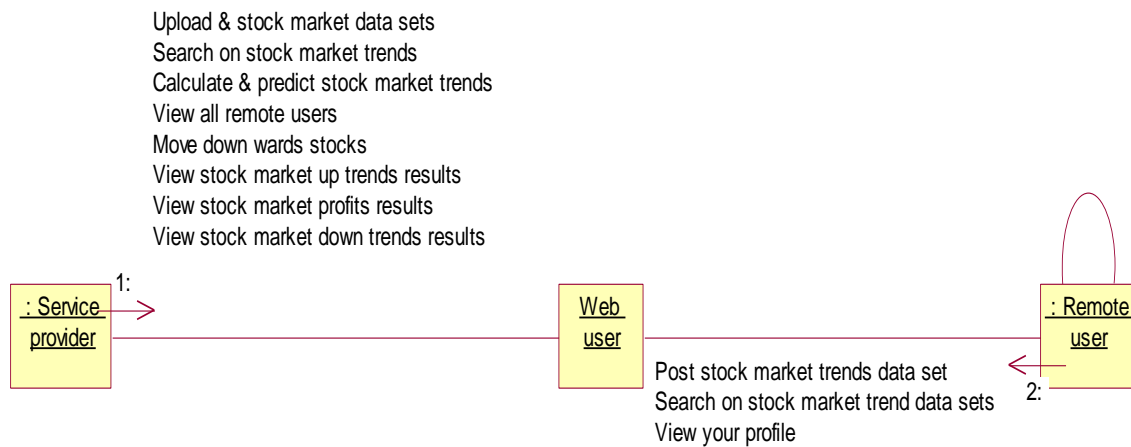 Upload & stock market data sets
Search on stock market trends
Calculate & predict stock market trends
View all remote users
Move down wards stocks
View stock market up trends results
View stock market profits results
View stock market down trends results
1:
: Service
provider
Web
user
: Remote
user
Post stock market trends data set
Search on stock market trend data sets
View your profile
2: